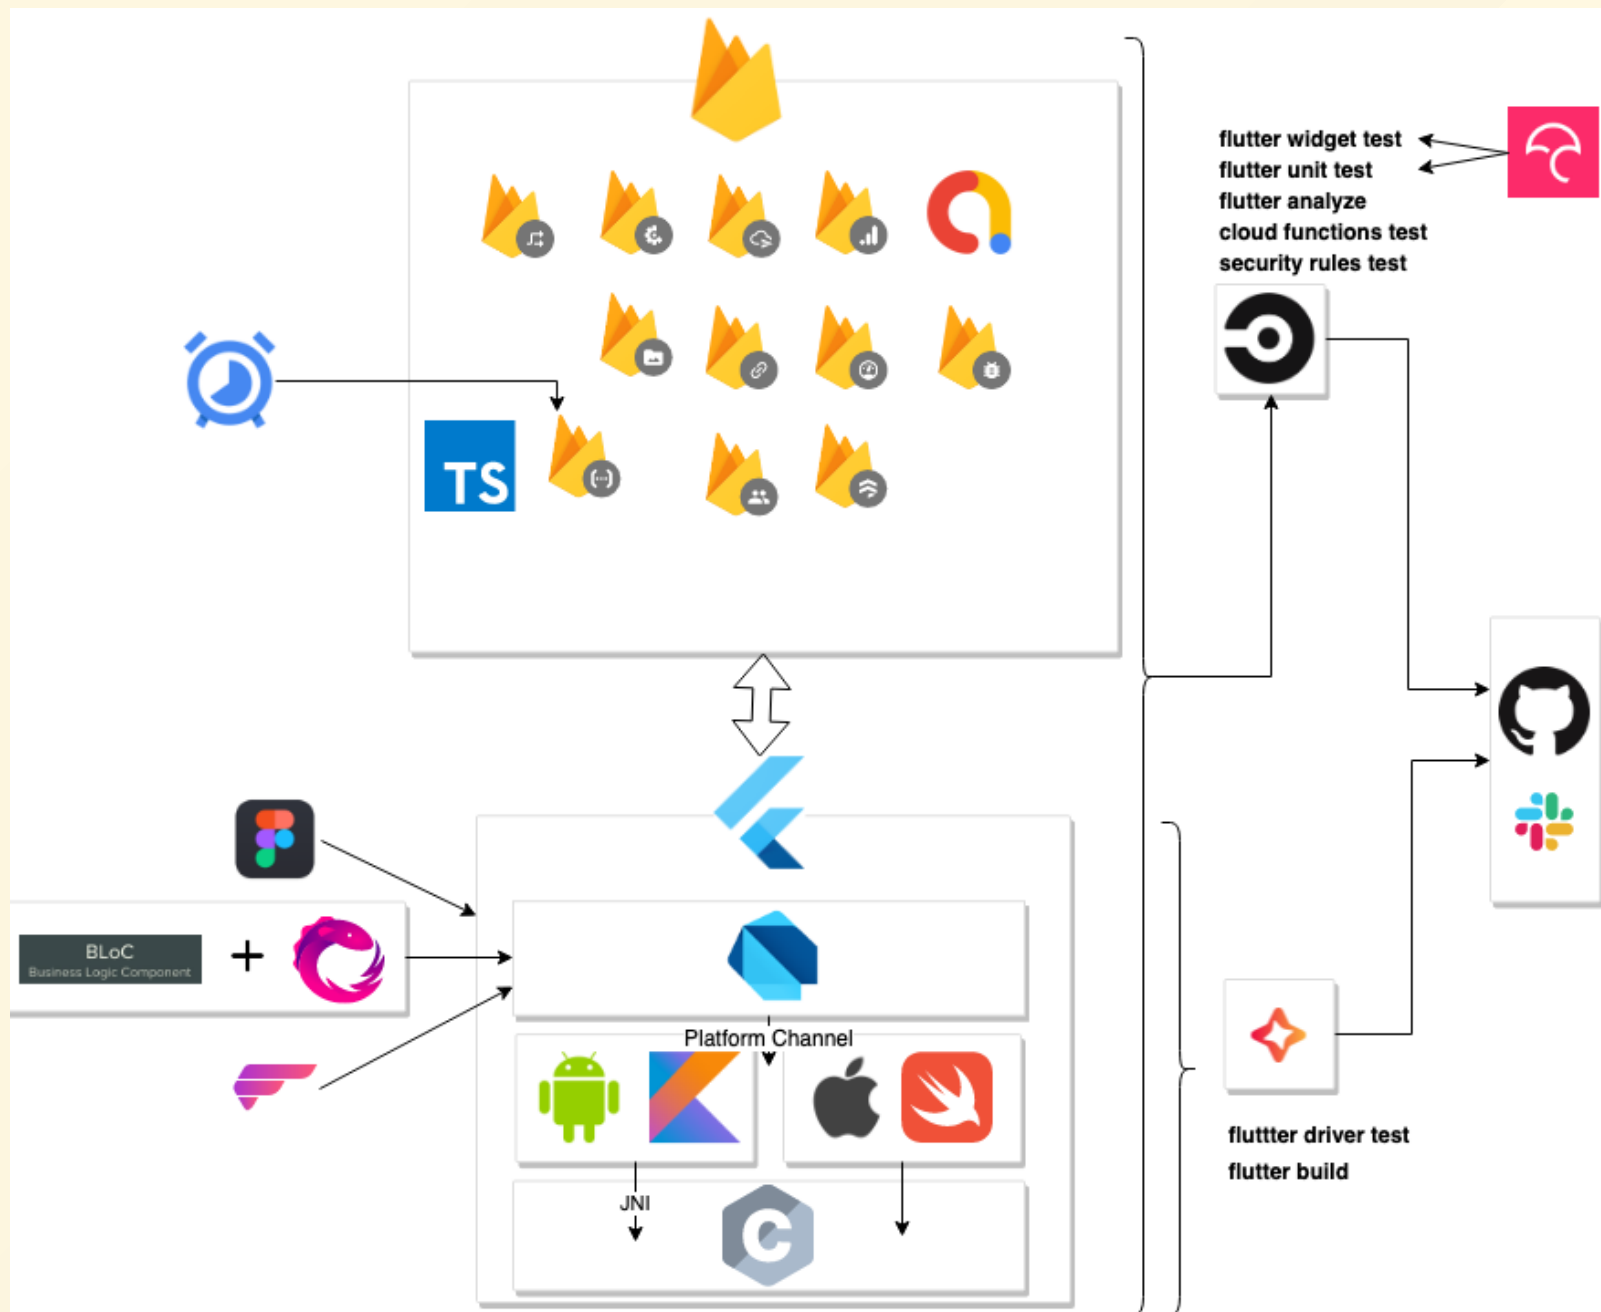 flutter widget test
flutter unit test
flutter analyze
cloud functions test
security rules test
TS
BLoC
Business Logic Component
+
Platform Channel
JNI
C
fluttter driver test
flutter build